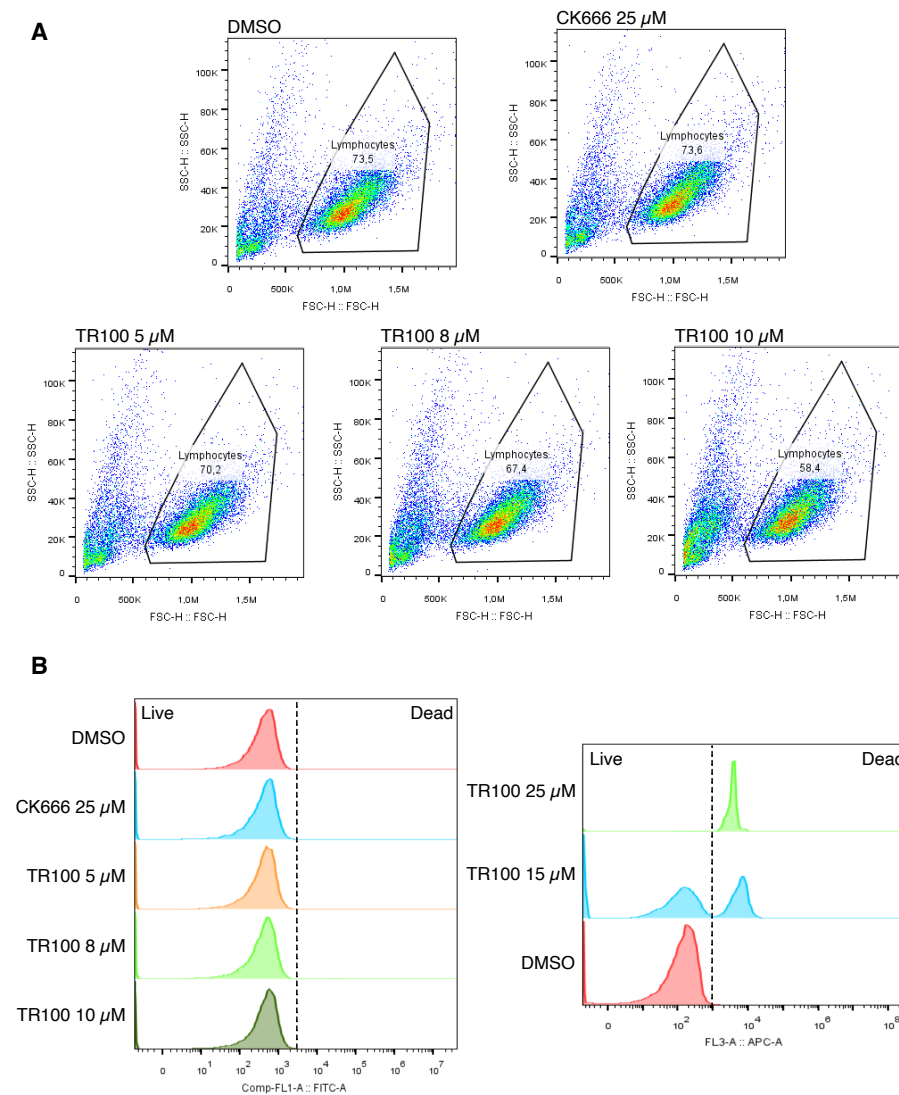 A
DMSO
CK666 25 µM
SSC-H :: SSC-H
100K
80K
60K
40K
20K
0
Lymphocytes
73,5
0 500K 1,0M 1,5M
FSC-H :: FSC-H
SSC-H :: SSC-H
100K
80K
60K
40K
20K
0
Lymphocytes
73,6
0 500K 1,0M 1,5M
FSC-H :: FSC-H
TR100 5 µM
TR100 8 µM
TR100 10 µM
SSC-H :: SSC-H
100K
80K
60K
40K
20K
0
Lymphocytes
70,2
0 500K 1,0M 1,5M
FSC-H :: FSC-H
SSC-H :: SSC-H
100K
80K
60K
40K
20K
0
Lymphocytes
67,4
0 500K 1,0M 1,5M
FSC-H :: FSC-H
SSC-H :: SSC-H
100K
80K
60K
40K
20K
0
Lymphocytes
58,4
0 500K 1,0M 1,5M
FSC-H :: FSC-H
B
Live Dead
DMSO
CK666 25 µM
TR100 5 µM
TR100 8 µM
TR100 10 µM
0 10¹ 10² 10³ 10⁴ 10⁵ 10⁶ 10⁷
Comp-FL1-A :: FITC-A
Live Dead
TR100 25 µM
TR100 15 µM
DMSO
0 10² 10⁴ 10⁶ 10⁸
FL3-A :: APC-A